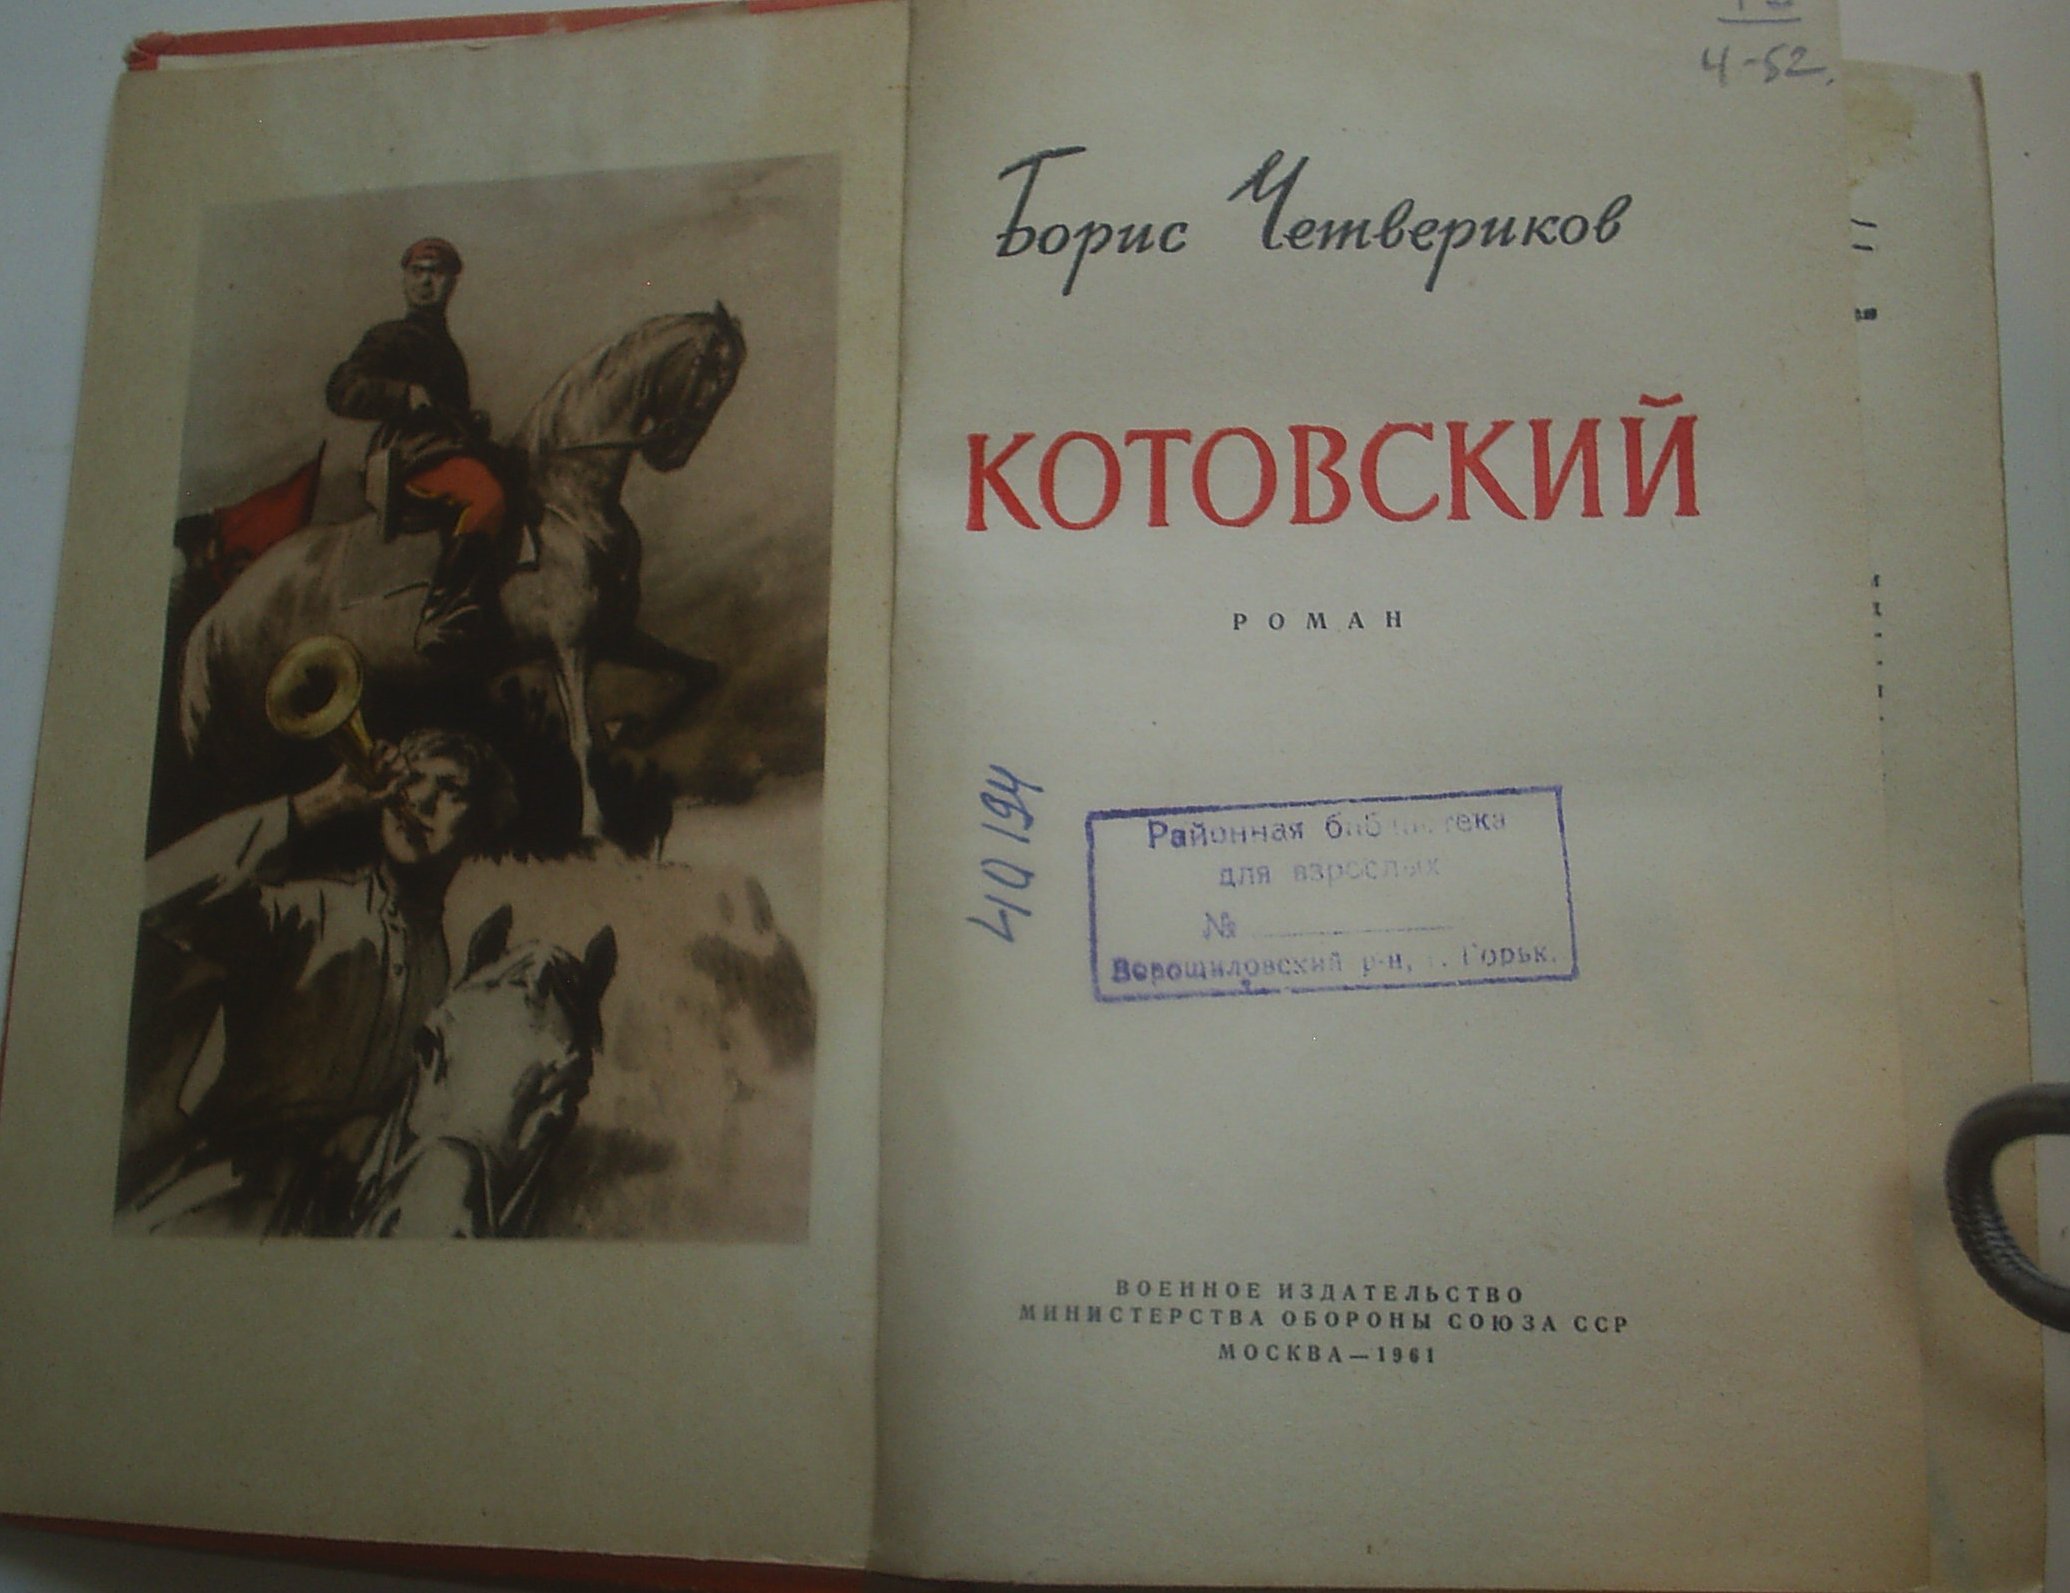 4-52.
Борис Четвериков
КОТОВСКИЙ
РОМАН
40194
Районная библиотека
для взрослых
№
Ворошиловский р-н, г. Горьк.
ВОЕННОЕ ИЗДАТЕЛЬСТВО
МИНИСТЕРСТВА ОБОРОНЫ СОЮЗА ССР
МОСКВА — 1961